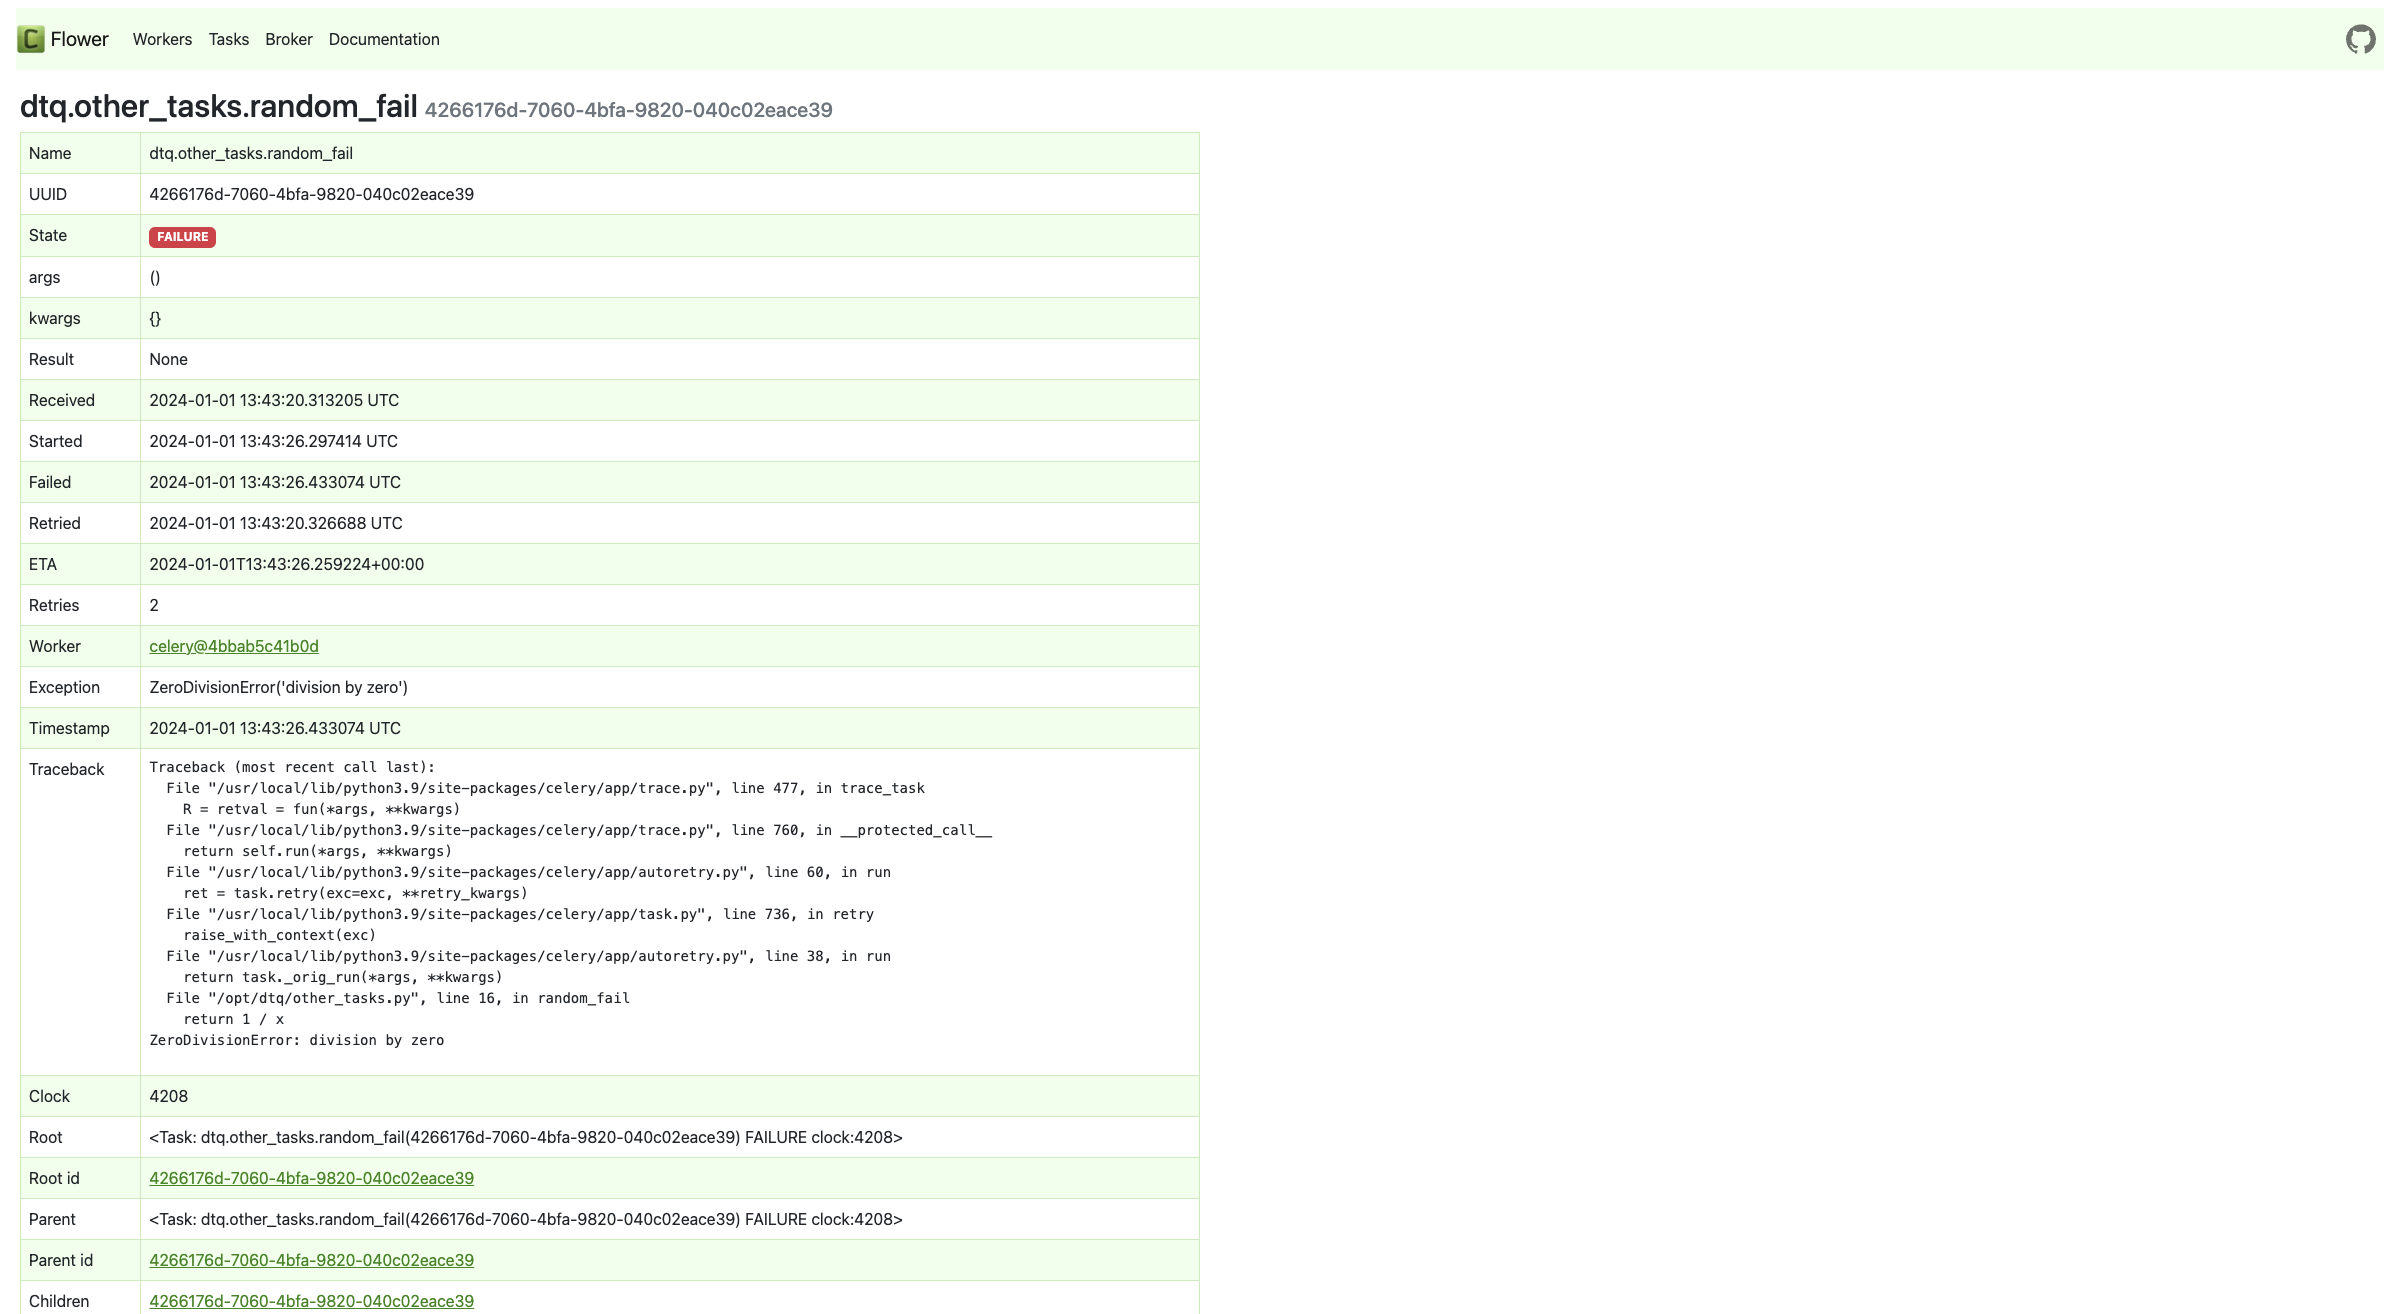 Flower Workers Tasks Broker Documentation
dtq.other_tasks.random_fail 4266176d-7060-4bfa-9820-040c02eace39
Name dtq.other_tasks.random_fail
UUID 4266176d-7060-4bfa-9820-040c02eace39
State FAILURE
args ()
kwargs {}
Result None
Received 2024-01-01 13:43:20.313205 UTC
Started 2024-01-01 13:43:26.297414 UTC
Failed 2024-01-01 13:43:26.433074 UTC
Retried 2024-01-01 13:43:20.326688 UTC
ETA 2024-01-01T13:43:26.259224+00:00
Retries 2
Worker celery@4bbab5c41b0d
Exception ZeroDivisionError('division by zero')
Timestamp 2024-01-01 13:43:26.433074 UTC
Traceback Traceback (most recent call last):
File "/usr/local/lib/python3.9/site-packages/celery/app/trace.py", line 477, in trace_task
R = retval = fun(*args, **kwargs)
File "/usr/local/lib/python3.9/site-packages/celery/app/trace.py", line 760, in __protected_call__
return self.run(*args, **kwargs)
File "/usr/local/lib/python3.9/site-packages/celery/app/autoretry.py", line 60, in run
ret = task.retry(exc=exc, **retry_kwargs)
File "/usr/local/lib/python3.9/site-packages/celery/app/task.py", line 736, in retry
raise_with_context(exc)
File "/usr/local/lib/python3.9/site-packages/celery/app/autoretry.py", line 38, in run
return task._orig_run(*args, **kwargs)
File "/opt/dtq/other_tasks.py", line 16, in random_fail
return 1 / x
ZeroDivisionError: division by zero
Clock 4208
Root <Task: dtq.other_tasks.random_fail(4266176d-7060-4bfa-9820-040c02eace39) FAILURE clock:4208>
Root id 4266176d-7060-4bfa-9820-040c02eace39
Parent <Task: dtq.other_tasks.random_fail(4266176d-7060-4bfa-9820-040c02eace39) FAILURE clock:4208>
Parent id 4266176d-7060-4bfa-9820-040c02eace39
Children 4266176d-7060-4bfa-9820-040c02eace39